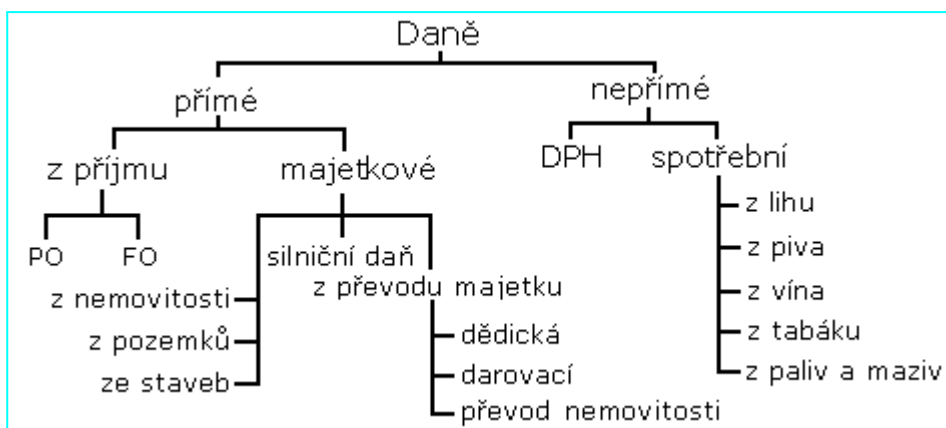 Daně
přímé
nepřímé
z příjmu
majetkové
DPH
spotřební
PO
FO
silniční daň
z nemovitosti
z pozemků
ze staveb
z převodu majetku
dědická
darovací
převod nemovitosti
z lihu
z piva
z vína
z tabáku
z paliv a maziv